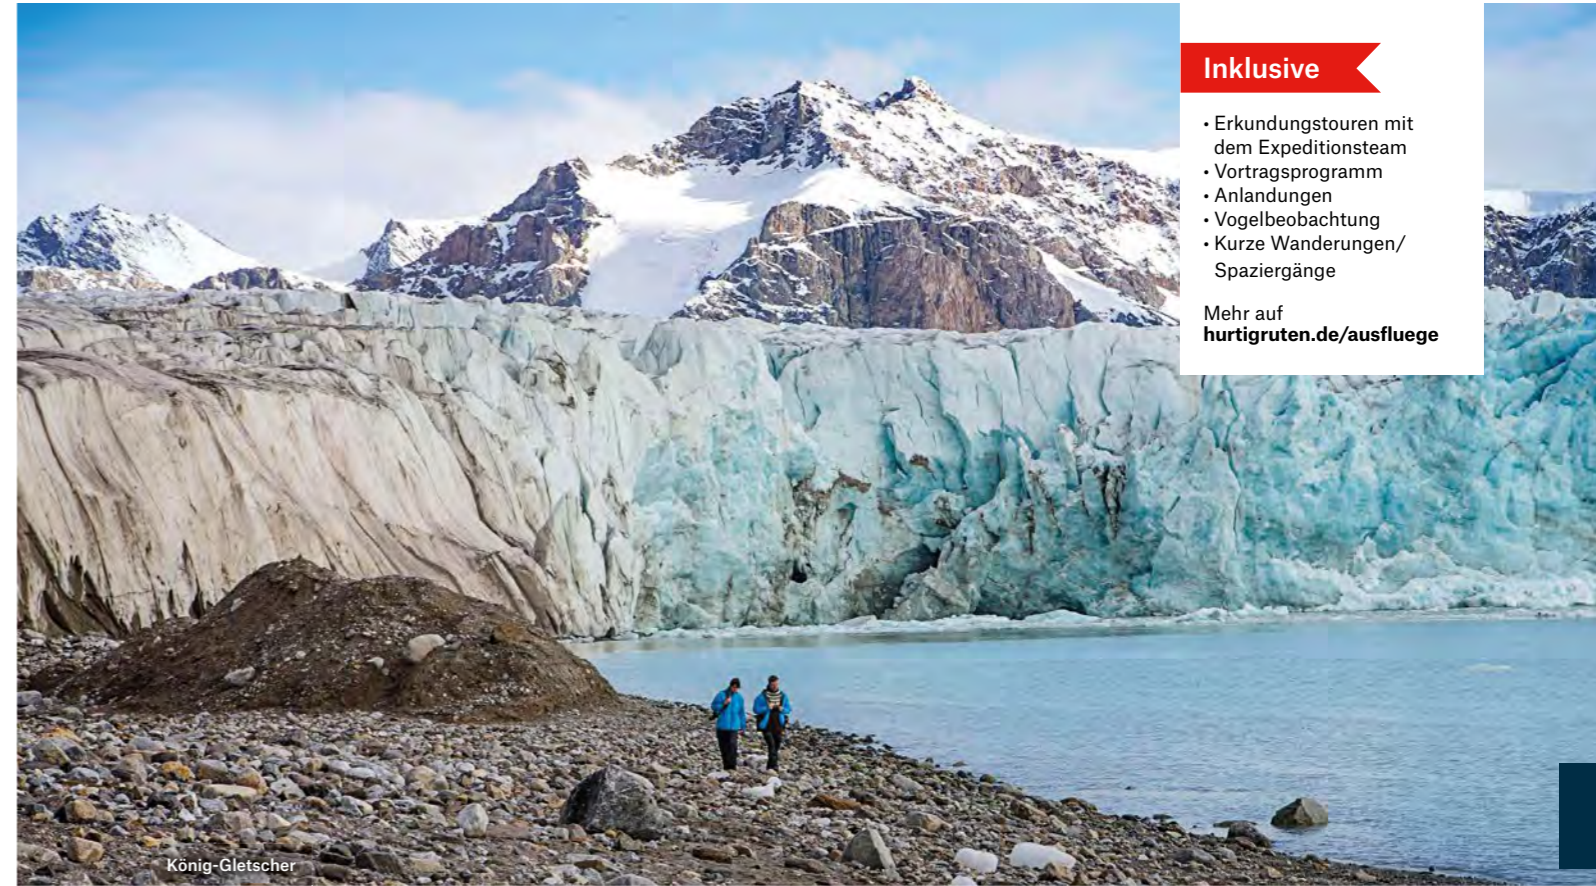 Inklusive
• Erkundungstouren mit
dem Expeditionsteam
• Vortragsprogramm
• Anlandungen
• Vogelbeobachtung
• Kurze Wanderungen/
Spaziergänge
Mehr auf
hurtigruten.de/ausfluege
König-Gletscher